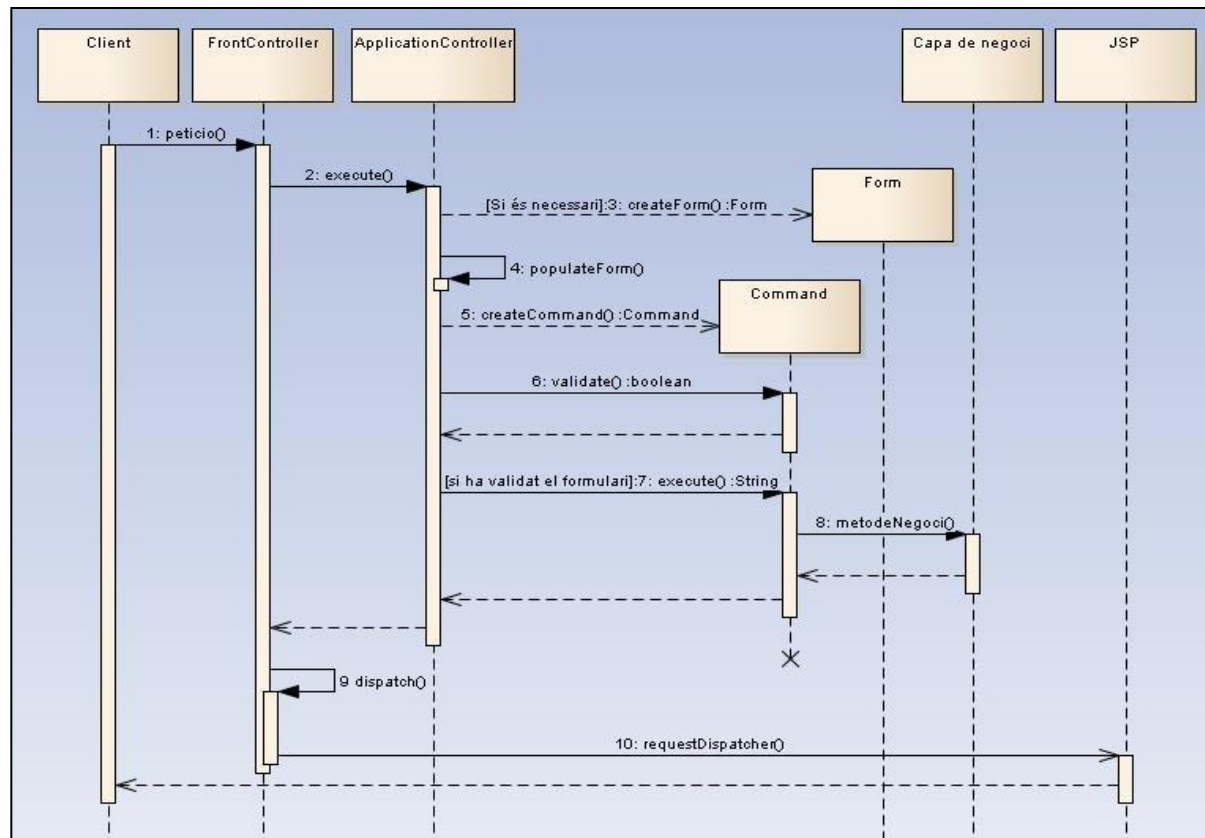 Client
FrontController
ApplicationController
Capa de negoci
JSP
1: peticio()
2: execute()
Form
[Si és necessari]:3: createForm() :Form
4: populateForm()
Command
5: createCommand() :Command
6: validate() :boolean
[si ha validat el formulari]:7: execute() :String
8: metodeNegoci()
9 dispatch()
10: requestDispatcher()